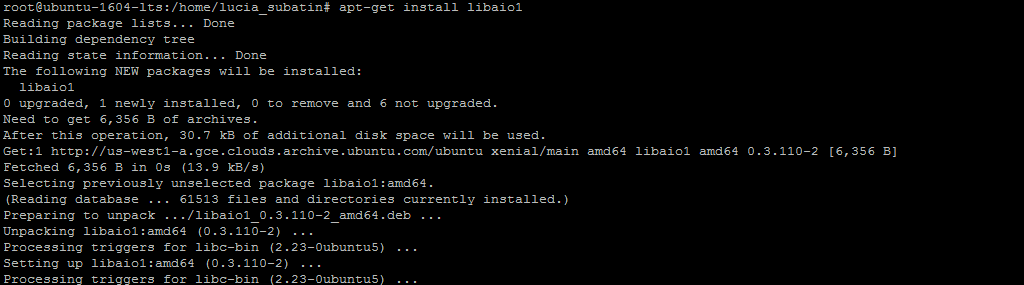 root@ubuntu-1604-lts:/home/lucia_subatin# apt-get install libaio1
Reading package lists... Done
Building dependency tree
Reading state information... Done
The following NEW packages will be installed:
  libaio1
0 upgraded, 1 newly installed, 0 to remove and 6 not upgraded.
Need to get 6,356 B of archives.
After this operation, 30.7 kB of additional disk space will be used.
Get:1 http://us-west1-a.gce.clouds.archive.ubuntu.com/ubuntu xenial/main amd64 libaio1 amd64 0.3.110-2 [6,356 B]
Fetched 6,356 B in 0s (13.9 kB/s)
Selecting previously unselected package libaio1:amd64.
(Reading database ... 61513 files and directories currently installed.)
Preparing to unpack .../libaio1_0.3.110-2_amd64.deb ...
Unpacking libaio1:amd64 (0.3.110-2) ...
Processing triggers for libc-bin (2.23-0ubuntu5) ...
Setting up libaio1:amd64 (0.3.110-2) ...
Processing triggers for libc-bin (2.23-0ubuntu5) ...